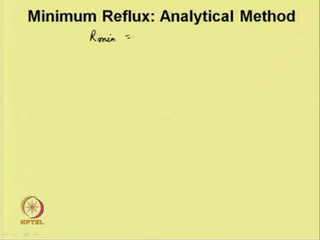 Minimum Reflux: Analytical Method
Rmin =
NPTEL